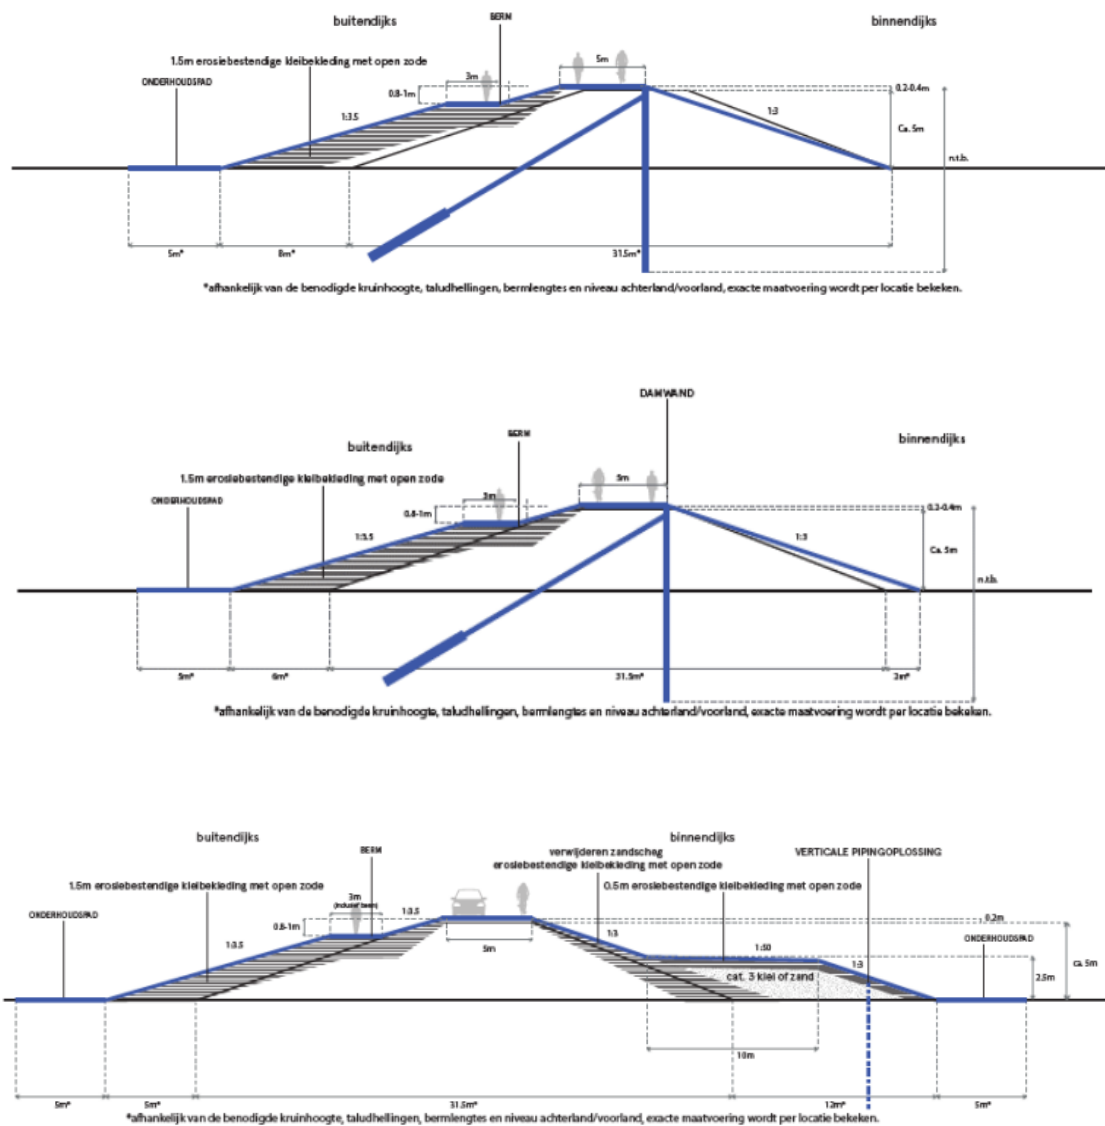 buitendijks
BERM
binnendijks
1.5m erosiebestendige kleibekleding met open zode
5m
ONDERHOUDSPAD
3m
0.8-1m
0.2-0.4m
1:3.5
1:3
Ca. 5m
n.t.b.
5m*
8m*
31.5m*
*afhankelijk van de benodigde kruinhoogte, taludhellingen, bermlengtes en niveau achterland/voorland, exacte maatvoering wordt per locatie bekeken.
DAMWAND
buitendijks
BERM
binnendijks
1.5m erosiebestendige kleibekleding met open zode
5m
ONDERHOUDSPAD
3m
0.8-1m
0.2-0.4m
1:3.5
1:3
Ca. 5m
n.t.b.
5m*
6m*
31.5m*
2m*
*afhankelijk van de benodigde kruinhoogte, taludhellingen, bermlengtes en niveau achterland/voorland, exacte maatvoering wordt per locatie bekeken.
buitendijks
binnendijks
BERM
verwijderen zandscheg
VERTICALE PIPINGOPLOSSING
erosiebestendige kleibekleding met open zode
1.5m erosiebestendige kleibekleding met open zode
0.5m erosiebestendige kleibekleding met open zode
3m
(inclusief berm)
ONDERHOUDSPAD
1:3.5
0.8-1m
0.2m
1:3.5
5m
1:3
1:50
ONDERHOUDSPAD
1:3
ca. 5m
cat. 3 klei of zand
2.5m
10m
5m*
5m*
31.5m*
12m*
5m*
*afhankelijk van de benodigde kruinhoogte, taludhellingen, bermlengtes en niveau achterland/voorland, exacte maatvoering wordt per locatie bekeken.